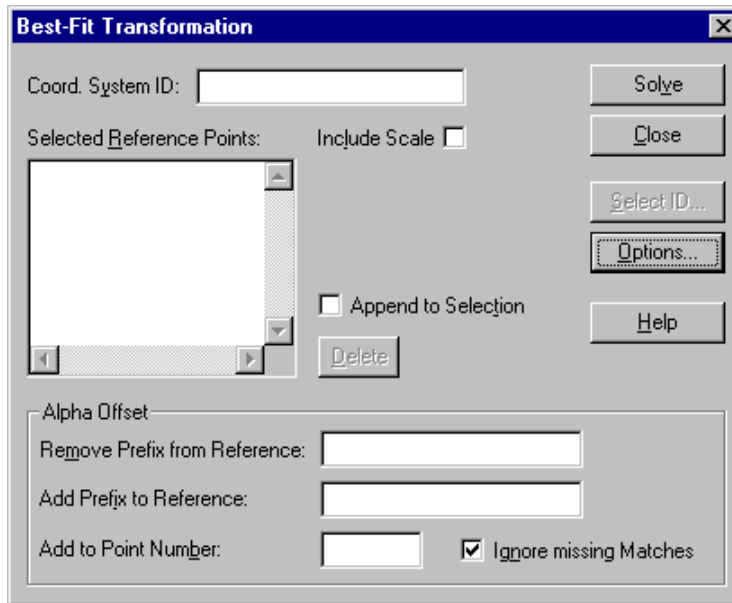 Best-Fit Transformation
Coord. System ID:
Solve
Selected Reference Points:
Include Scale
Close
Select ID...
Options...
Append to Selection
Help
Delete
Alpha Offset
Remove Prefix from Reference:
Add Prefix to Reference:
Add to Point Number:
Ignore missing Matches